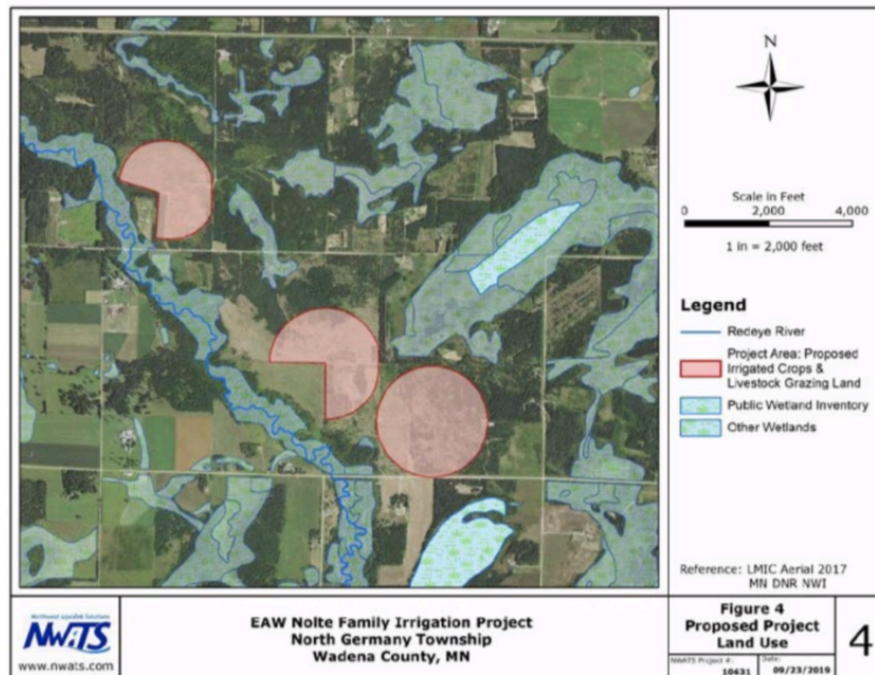 N
Scale in Feet
0 2,000 4,000
1 in = 2,000 feet
Legend
Redeye River
Project Area: Proposed
Irrigated Crops &
Livestock Grazing Land
Public Wetland Inventory
Other Wetlands
Reference: LMIC Aerial 2017
MN DNR NWI
NWATS
www.nwats.com
EAW Nolte Family Irrigation Project
North Germany Township
Wadena County, MN
Figure 4
Proposed Project
Land Use
NWATS Project #:
10631
Date:
09/23/2019
4